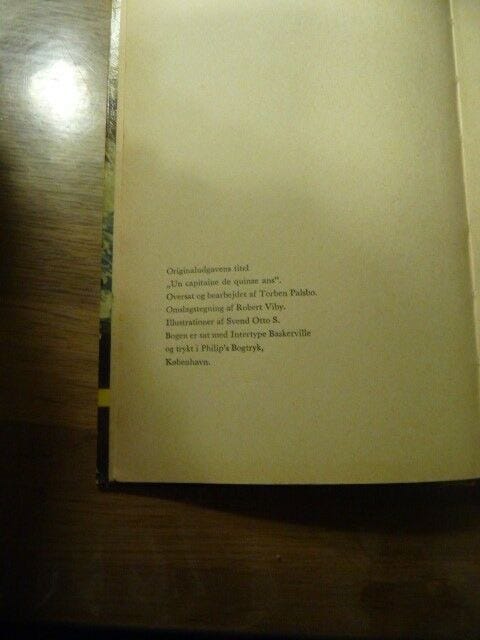 Originaludgavens titel
„Un capitaine de quinze ans".
Oversat og bearbejdet af Torben Palsbo.
Omslagstegning af Robert Viby.
Illustrationer af Svend Otto S.
Bogen er sat med Intertype Baskerville
og trykt i Philip's Bogtryk,
København.